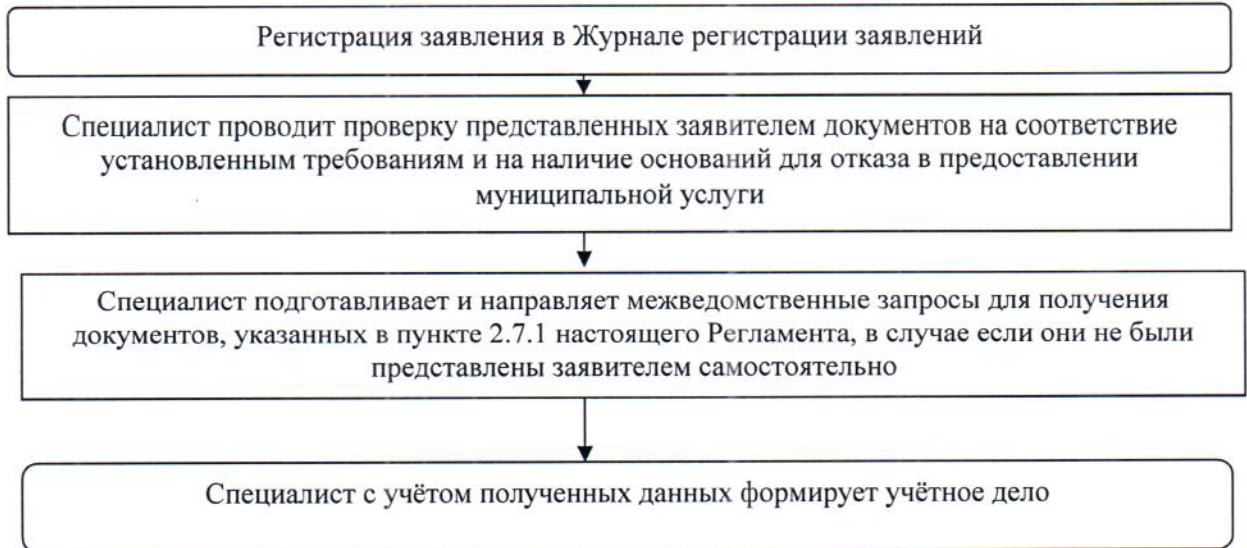 Регистрация заявления в Журнале регистрации заявлений
Специалист проводит проверку представленных заявителем документов на соответствие
установленным требованиям и на наличие оснований для отказа в предоставлении
муниципальной услуги
Специалист подготавливает и направляет межведомственные запросы для получения
документов, указанных в пункте 2.7.1 настоящего Регламента, в случае если они не были
представлены заявителем самостоятельно
Специалист с учётом полученных данных формирует учётное дело